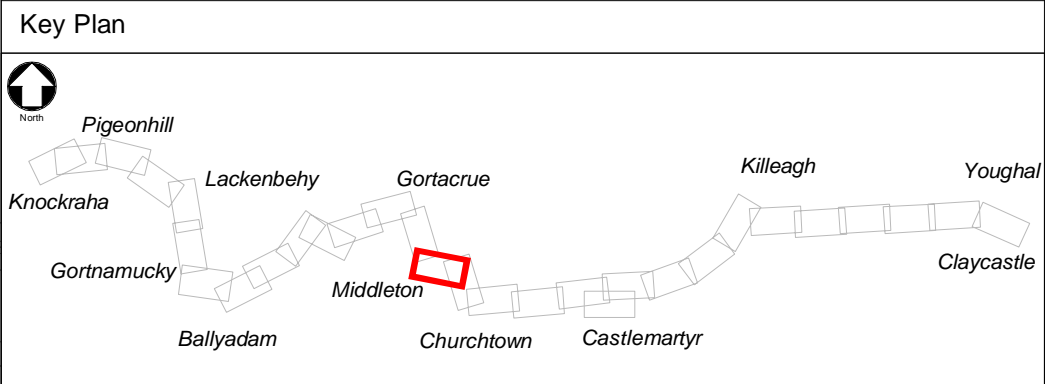 Key Plan
North
Pigeonhill
Killeagh
Youghal
Lackenbehy
Gortacrue
Knockraha
Gortnamucky
Middleton
Claycastle
Ballyadam
Churchtown
Castlemartyr